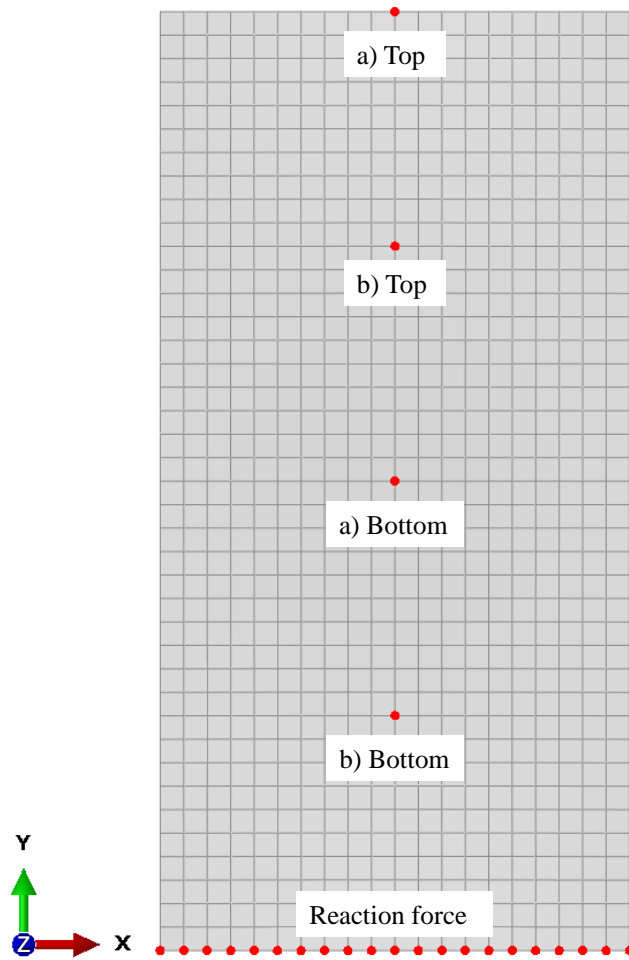 a) Top
b) Top
a) Bottom
b) Bottom
Reaction force
Y
Z
X